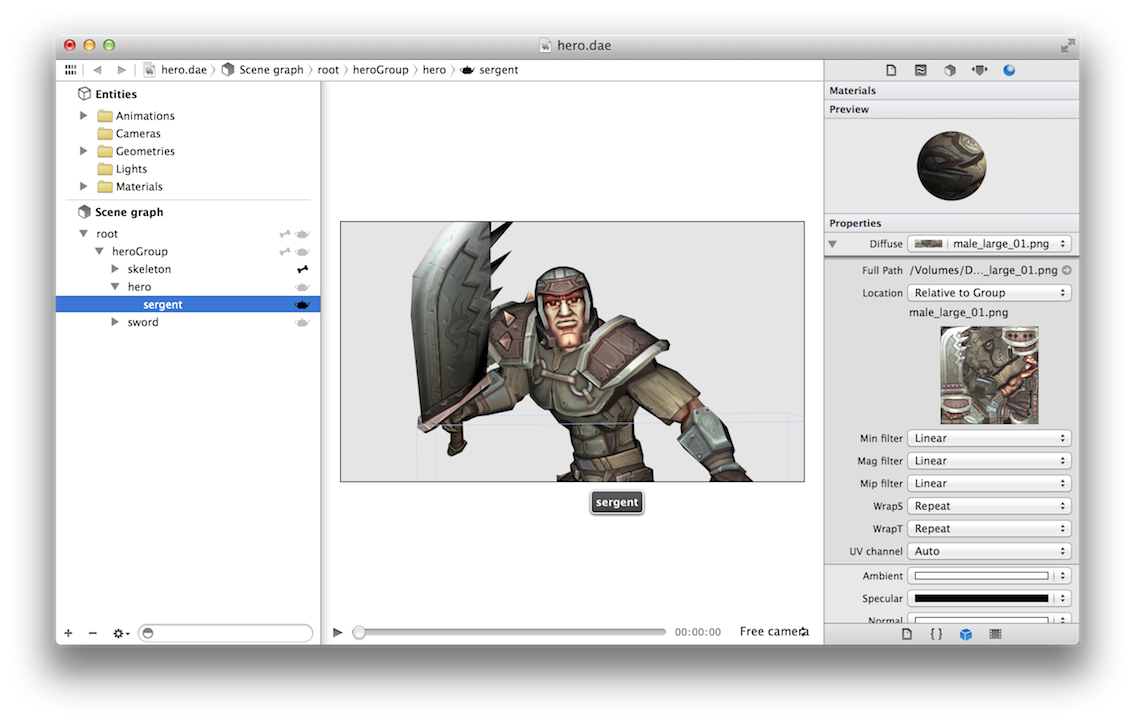 hero.dae
hero.dae Scene graph root heroGroup hero sergent
Entities
Animations
Cameras
Geometries
Lights
Materials
Scene graph
root
heroGroup
skeleton
hero
sergent
sword
sergent
00:00:00 Free camera
Materials
Preview
Properties
Diffuse male_large_01.png
Full Path /Volumes/D..._large_01.png
Location Relative to Group
male_large_01.png
Min filter Linear
Mag filter Linear
Mip filter Linear
WrapS Repeat
WrapT Repeat
UV channel Auto
Ambient
Specular
Normal
{ }